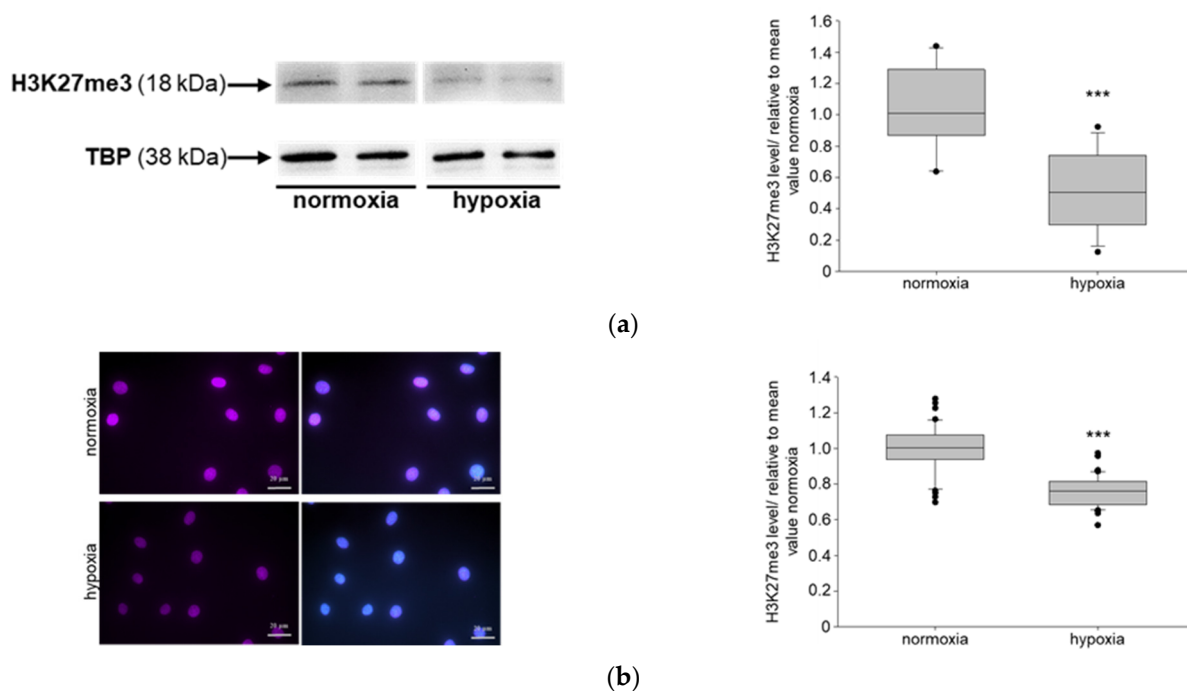 H3K27me3 (18 kDa)
TBP (38 kDa)
normoxia hypoxia
H3K27me3 level/ relative to mean
value normoxia
1.6
1.4
1.2
1.0
0.8
0.6
0.4
0.2
0
***
normoxia hypoxia
(a)
normoxia
20 µm 20 µm
hypoxia
20 µm 20 µm
H3K27me3 level/ relative to mean
value normoxia
1.4
1.2
1.0
0.8
0.6
0.4
0.2
0
***
normoxia hypoxia
(b)